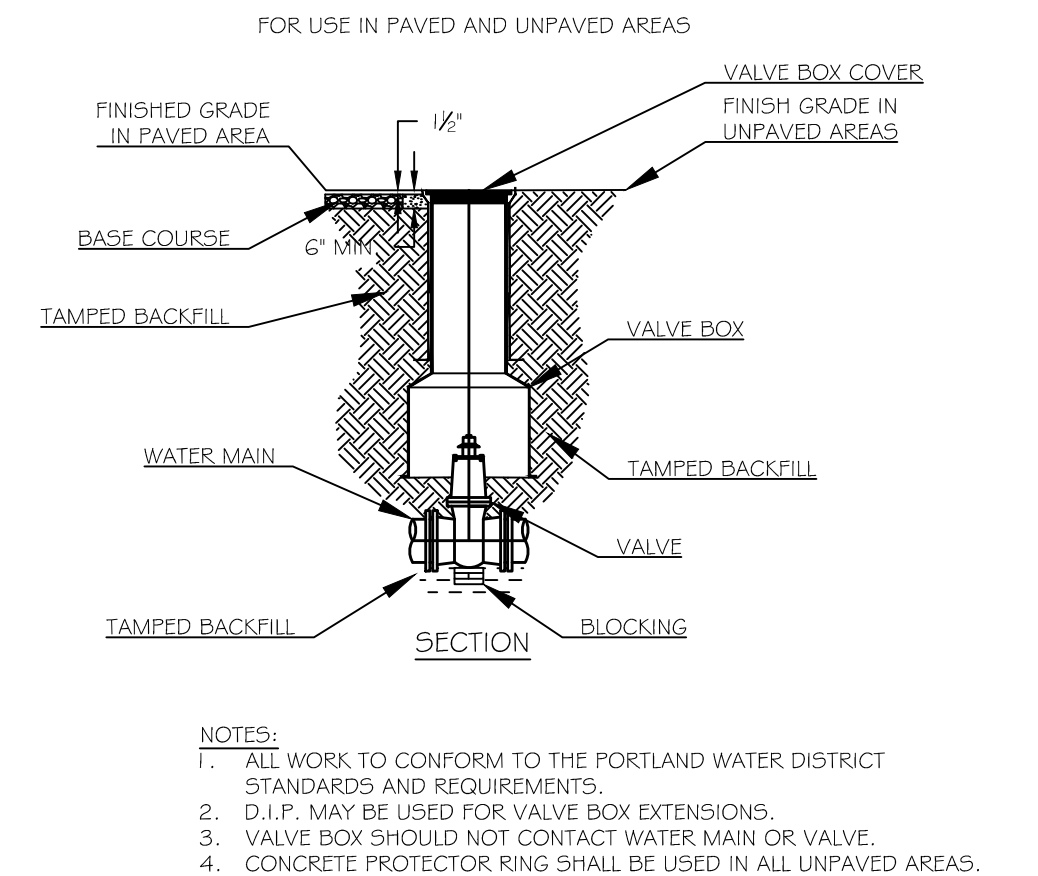 FOR USE IN PAVED AND UNPAVED AREAS
VALVE BOX COVER
FINISHED GRADE
IN PAVED AREA
1½"
FINISH GRADE IN
UNPAVED AREAS
BASE COURSE
6" MIN
TAMPED BACKFILL
VALVE BOX
WATER MAIN
TAMPED BACKFILL
VALVE
TAMPED BACKFILL
BLOCKING
SECTION
NOTES:
1. ALL WORK TO CONFORM TO THE PORTLAND WATER DISTRICT
STANDARDS AND REQUIREMENTS.
2. D.I.P. MAY BE USED FOR VALVE BOX EXTENSIONS.
3. VALVE BOX SHOULD NOT CONTACT WATER MAIN OR VALVE.
4. CONCRETE PROTECTOR RING SHALL BE USED IN ALL UNPAVED AREAS.